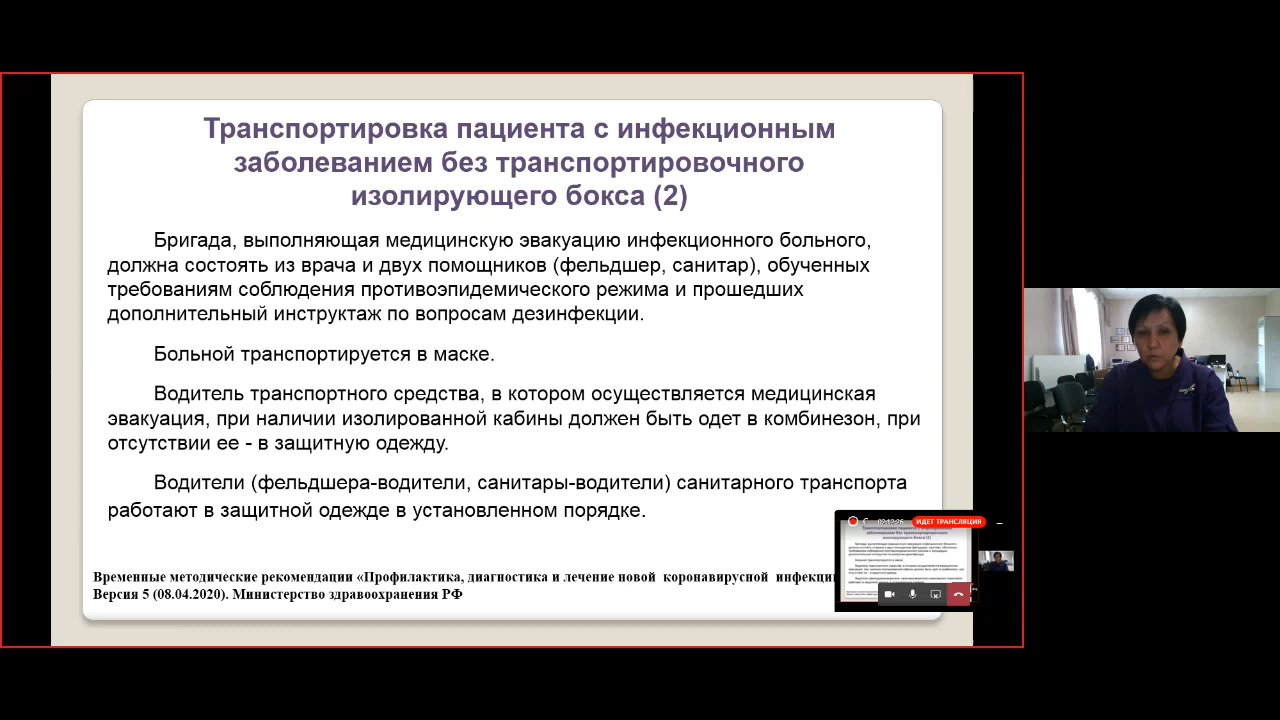 Транспортировка пациента с инфекционным
заболеванием без транспортировочного
изолирующего бокса (2)
Бригада, выполняющая медицинскую эвакуацию инфекционного больного,
должна состоять из врача и двух помощников (фельдшер, санитар), обученных
требованиям соблюдения противоэпидемического режима и прошедших
дополнительный инструктаж по вопросам дезинфекции.
Больной транспортируется в маске.
Водитель транспортного средства, в котором осуществляется медицинская
эвакуация, при наличии изолированной кабины должен быть одет в комбинезон, при
отсутствии ее - в защитную одежду.
Водители (фельдшера-водители, санитары-водители) санитарного транспорта
работают в защитной одежде в установленном порядке.
Временные методические рекомендации «Профилактика, диагностика и лечение новой коронавирусной
Версия 5 (08.04.2020). Министерство здравоохранения РФ
02:12:26 ИДЕТ ТРАНСЛЯЦИЯ